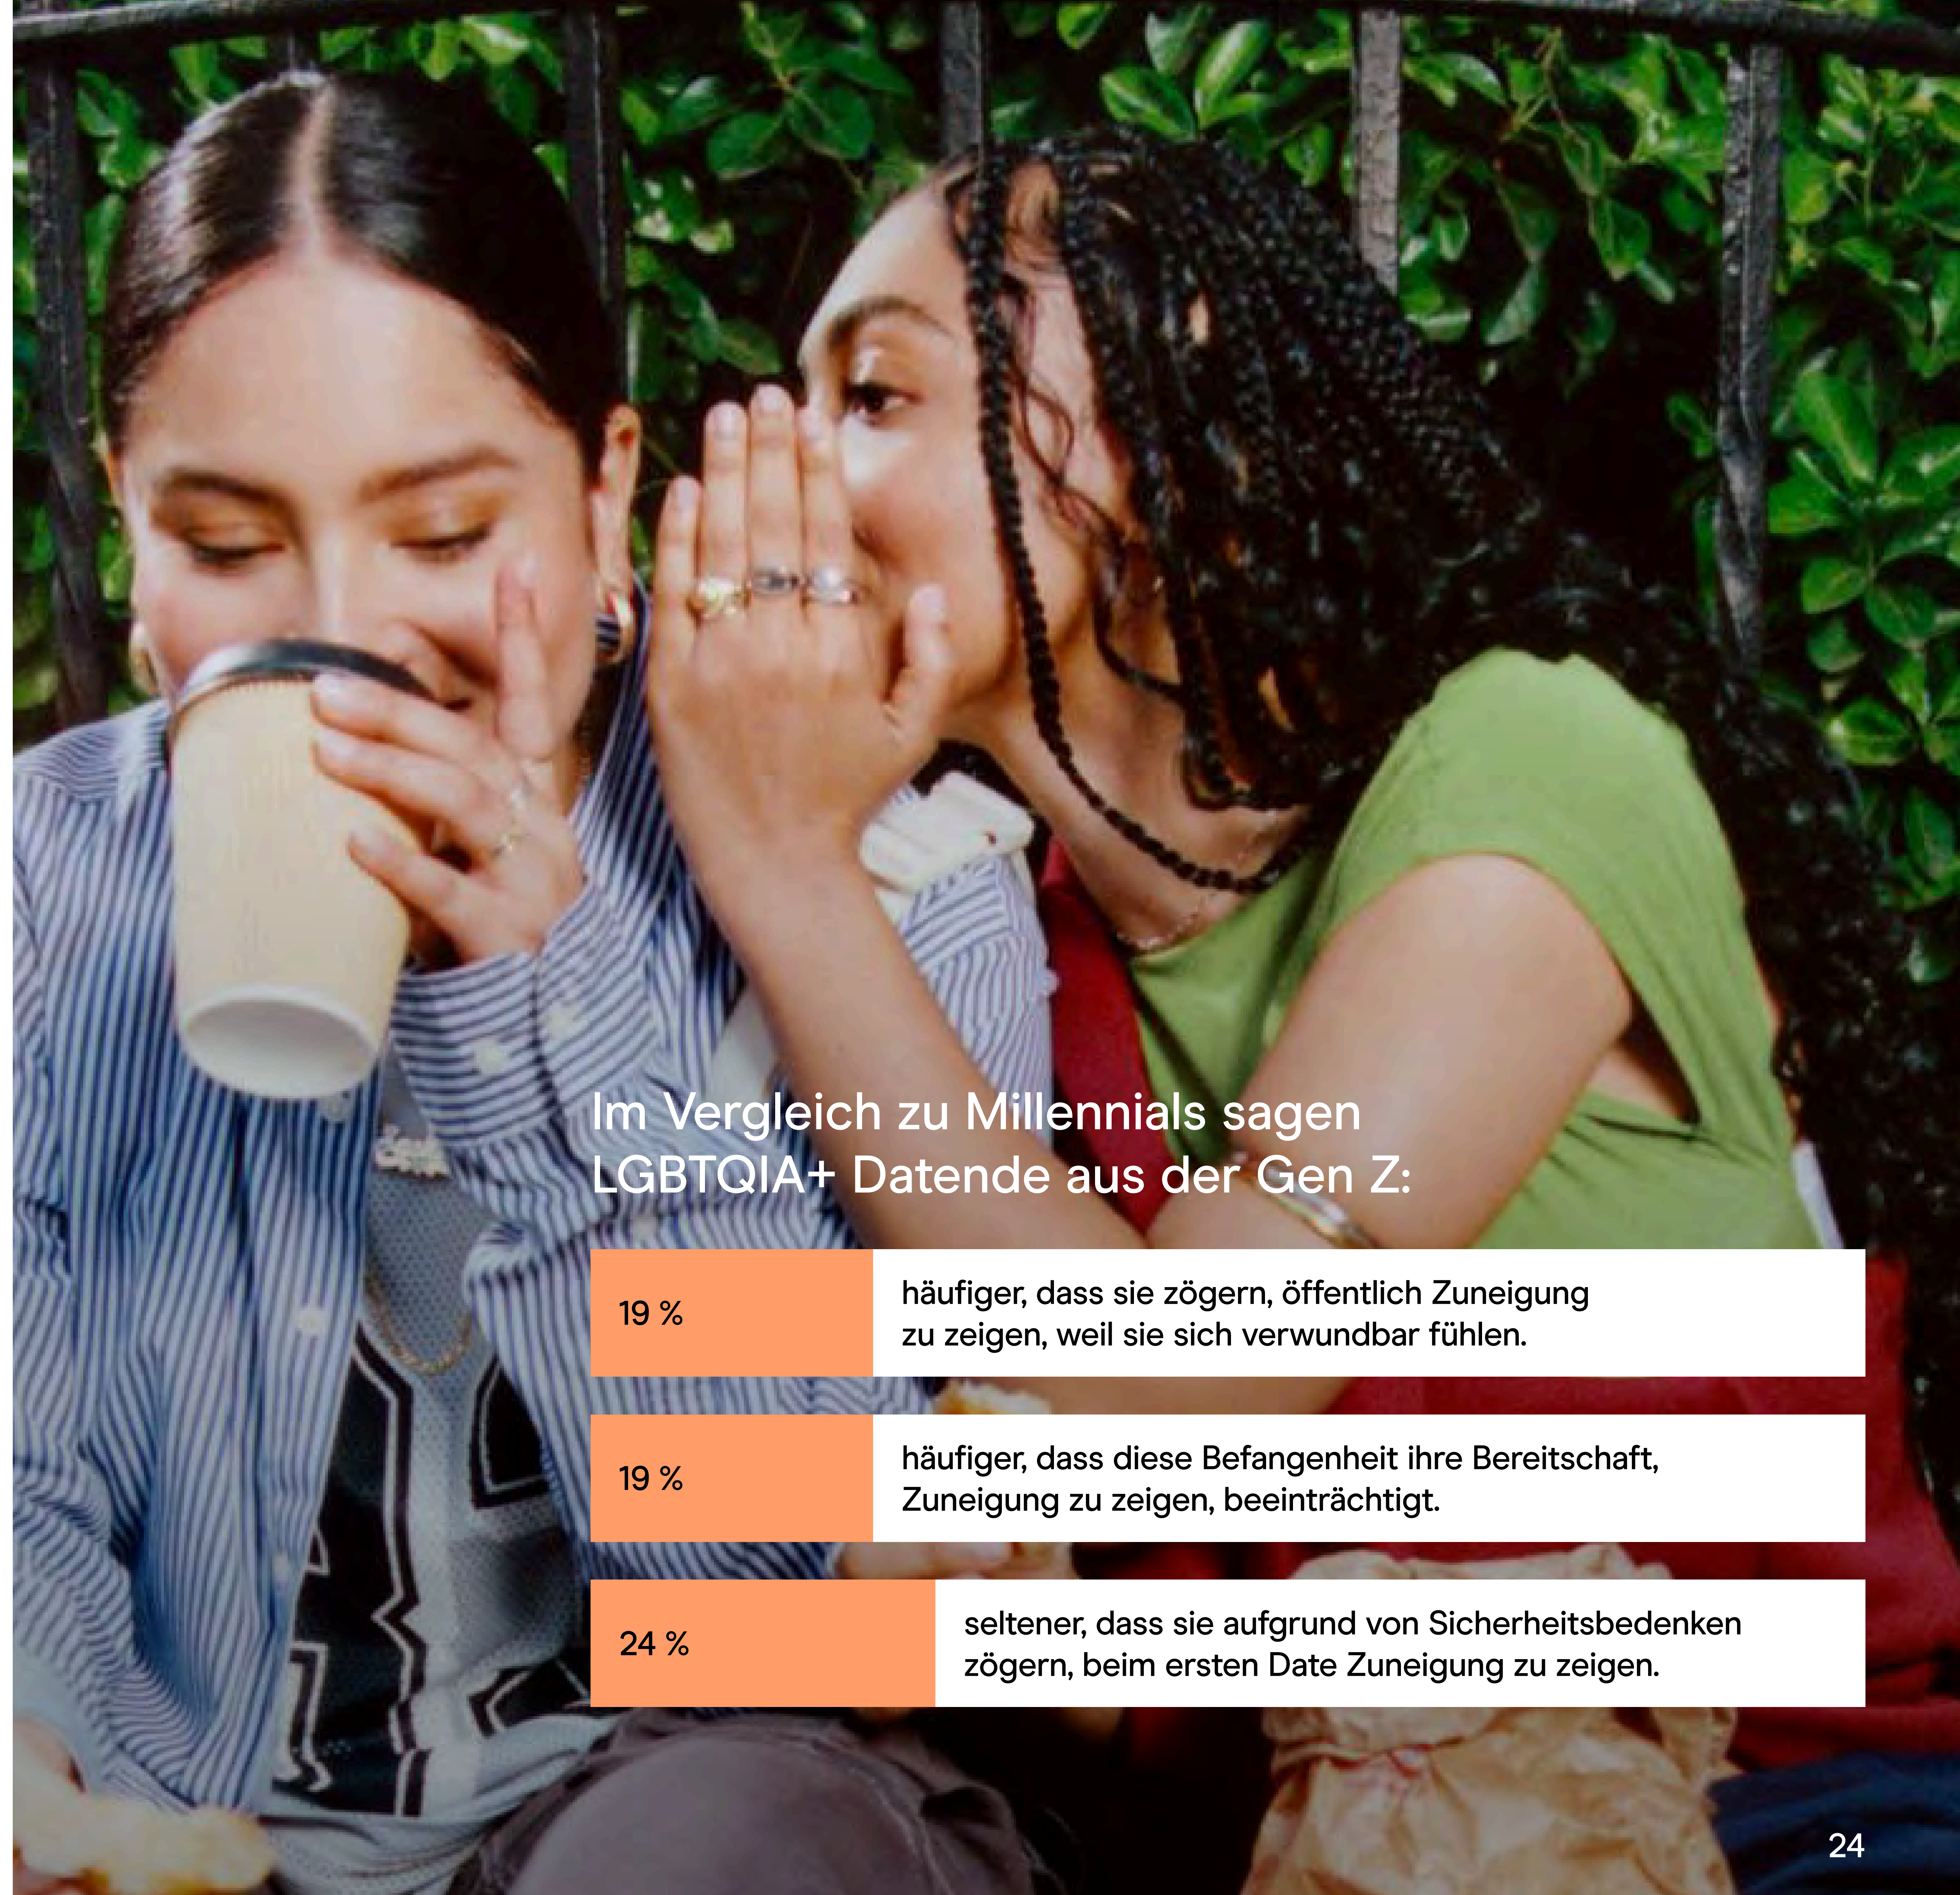 Im Vergleich zu Millennials sagen
LGBTQIA+ Datende aus der Gen Z:
19 %
häufiger, dass sie zögern, öffentlich Zuneigung
zu zeigen, weil sie sich verwundbar fühlen.
19 %
häufiger, dass diese Befangenheit ihre Bereitschaft,
Zuneigung zu zeigen, beeinträchtigt.
24 %
seltener, dass sie aufgrund von Sicherheitsbedenken
zögern, beim ersten Date Zuneigung zu zeigen.
24